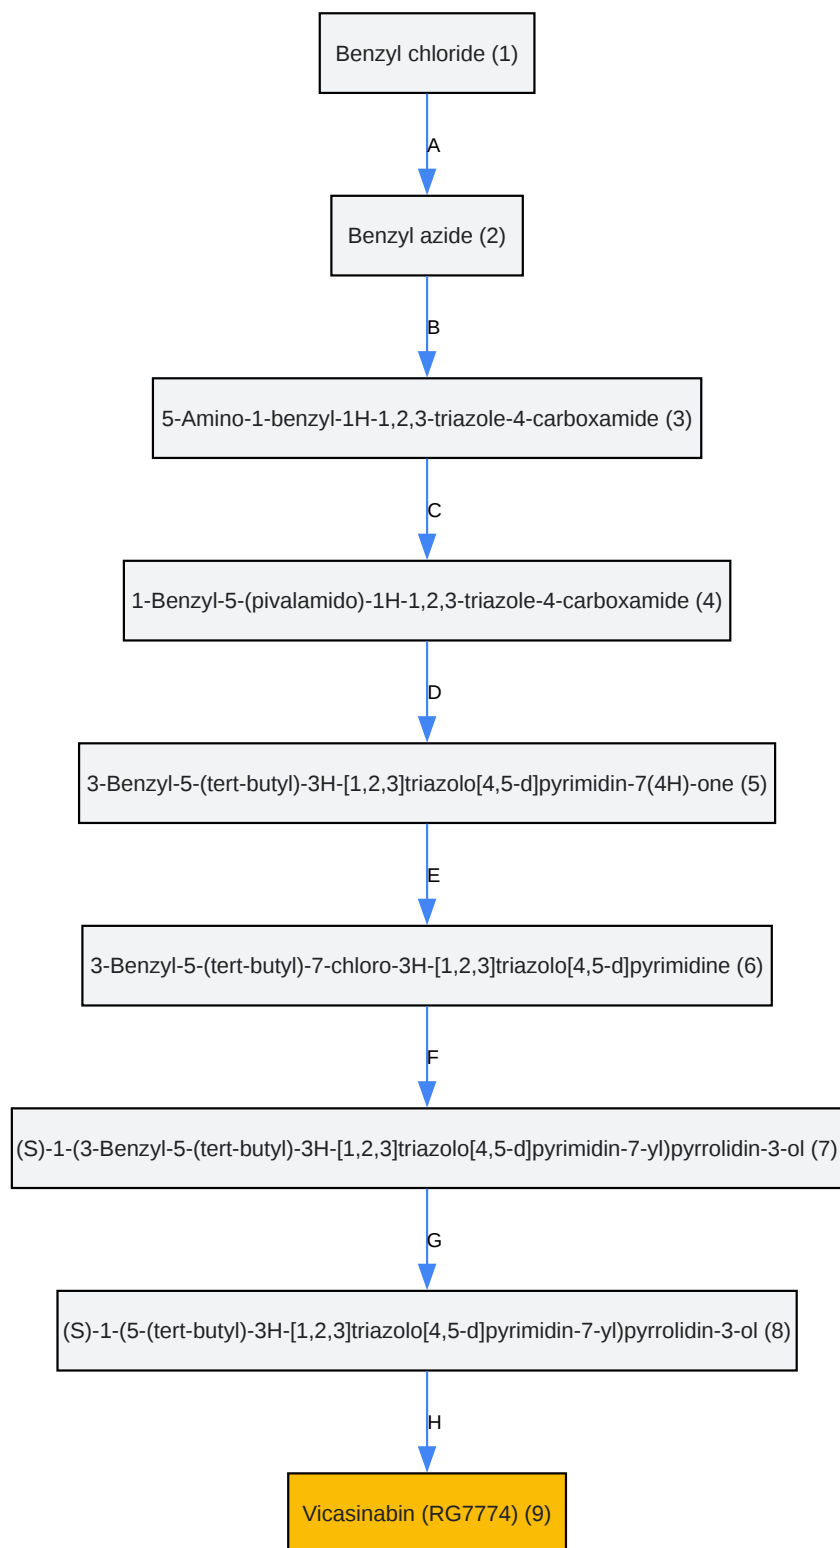 Benzyl chloride (1)
A
Benzyl azide (2)
B
5-Amino-1-benzyl-1H-1,2,3-triazole-4-carboxamide (3)
C
1-Benzyl-5-(pivalamido)-1H-1,2,3-triazole-4-carboxamide (4)
D
3-Benzyl-5-(tert-butyl)-3H-[1,2,3]triazolo[4,5-d]pyrimidin-7(4H)-one (5)
E
3-Benzyl-5-(tert-butyl)-7-chloro-3H-[1,2,3]triazolo[4,5-d]pyrimidine (6)
F
(S)-1-(3-Benzyl-5-(tert-butyl)-3H-[1,2,3]triazolo[4,5-d]pyrimidin-7-yl)pyrrolidin-3-ol (7)
G
(S)-1-(5-(tert-butyl)-3H-[1,2,3]triazolo[4,5-d]pyrimidin-7-yl)pyrrolidin-3-ol (8)
H
Vicasinabin (RG7774) (9)